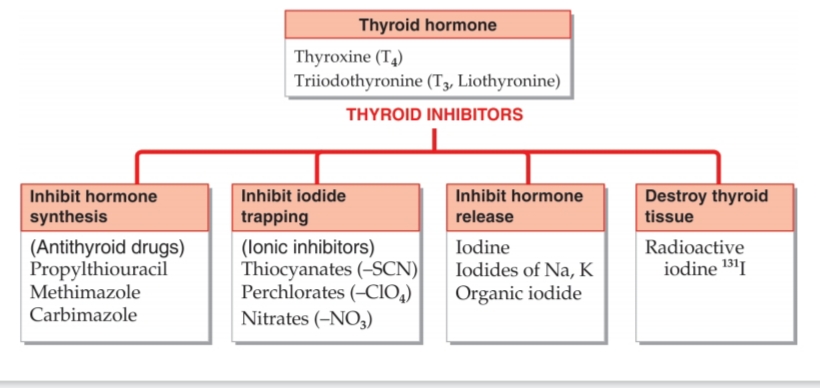 Thyroid hormone
Thyroxine (T₄)
Triiodothyronine (T₃, Liothyronine)
THYROID INHIBITORS
Inhibit hormone
synthesis
(Antithyroid drugs)
Propylthiouracil
Methimazole
Carbimazole
Inhibit iodide
trapping
(Ionic inhibitors)
Thiocyanates (–SCN)
Perchlorates (–ClO₄)
Nitrates (–NO₃)
Inhibit hormone
release
Iodine
Iodides of Na, K
Organic iodide
Destroy thyroid
tissue
Radioactive
iodine ¹³¹I